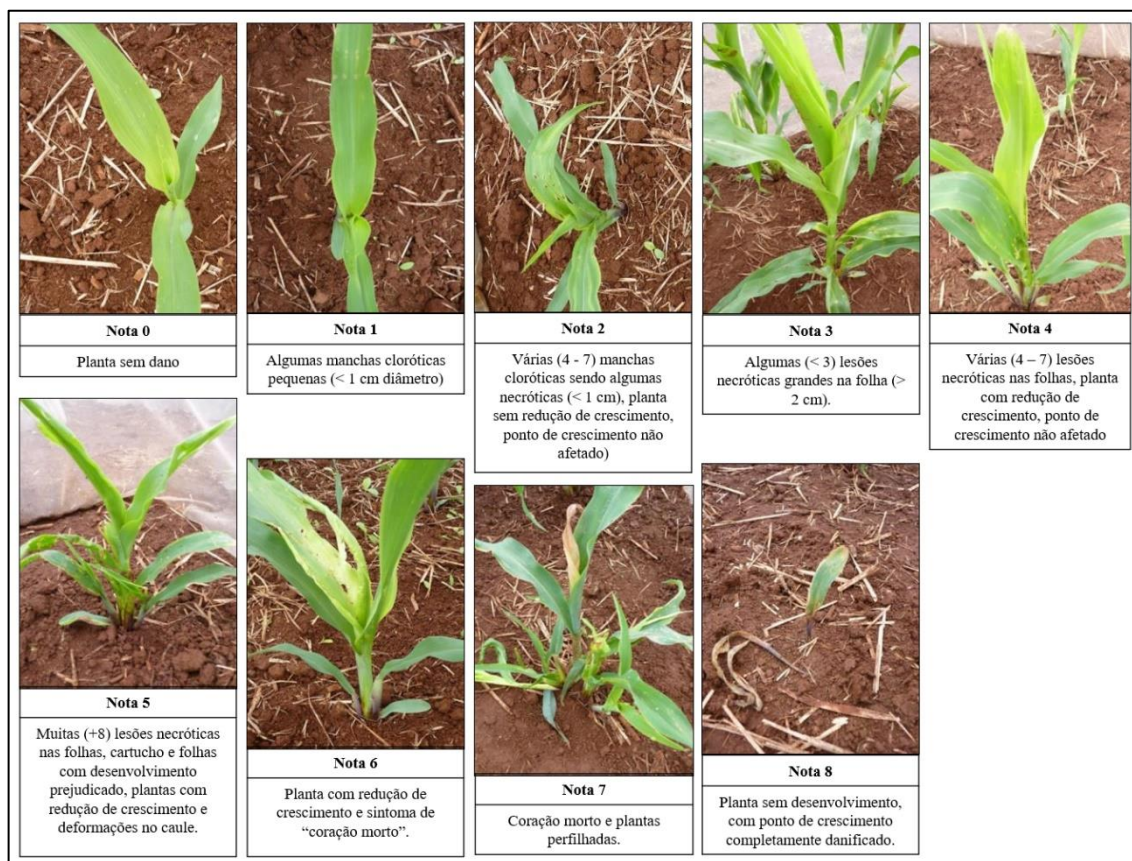 Nota 0
Planta sem dano
Nota 1
Algumas manchas cloróticas
pequenas (< 1 cm diâmetro)
Nota 2
Várias (4 - 7) manchas
cloróticas sendo algumas
necróticas (< 1 cm), planta
sem redução de crescimento,
ponto de crescimento não
afetado)
Nota 3
Algumas (< 3) lesões
necróticas grandes na folha (>
2 cm).
Nota 4
Várias (4 – 7) lesões
necróticas nas folhas, planta
com redução de
crescimento, ponto de
crescimento não afetado
Nota 5
Muitas (+8) lesões necróticas
nas folhas, cartucho e folhas
com desenvolvimento
prejudicado, plantas com
redução de crescimento e
deformações no caule.
Nota 6
Planta com redução de
crescimento e sintoma de
“coração morto”.
Nota 7
Coração morto e plantas
perfilhadas.
Nota 8
Planta sem desenvolvimento,
com ponto de crescimento
completamente danificado.